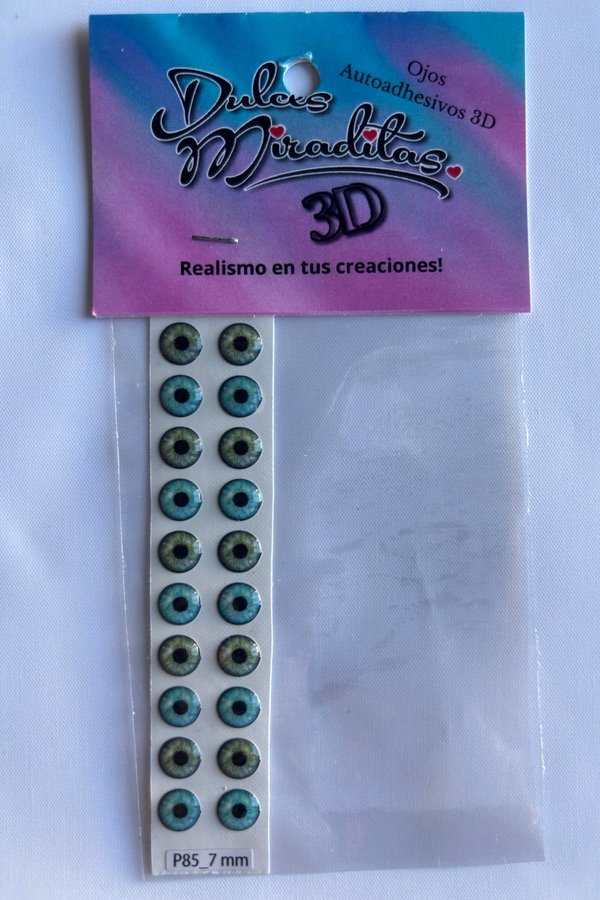 Dulces
Miraditas.
3D
Ojos
Autoadhesivos 3D
Realismo en tus creaciones!
P85_7 mm